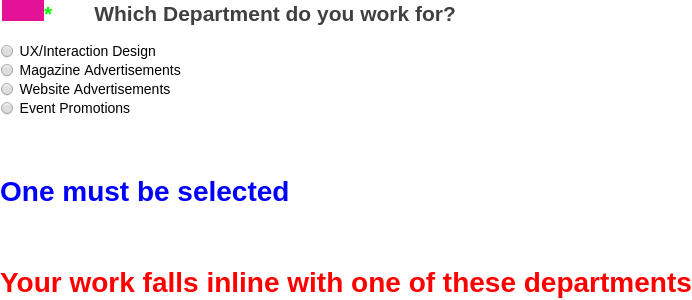 * Which Department do you work for?
UX/Interaction Design
Magazine Advertisements
Website Advertisements
Event Promotions
One must be selected
Your work falls inline with one of these departments